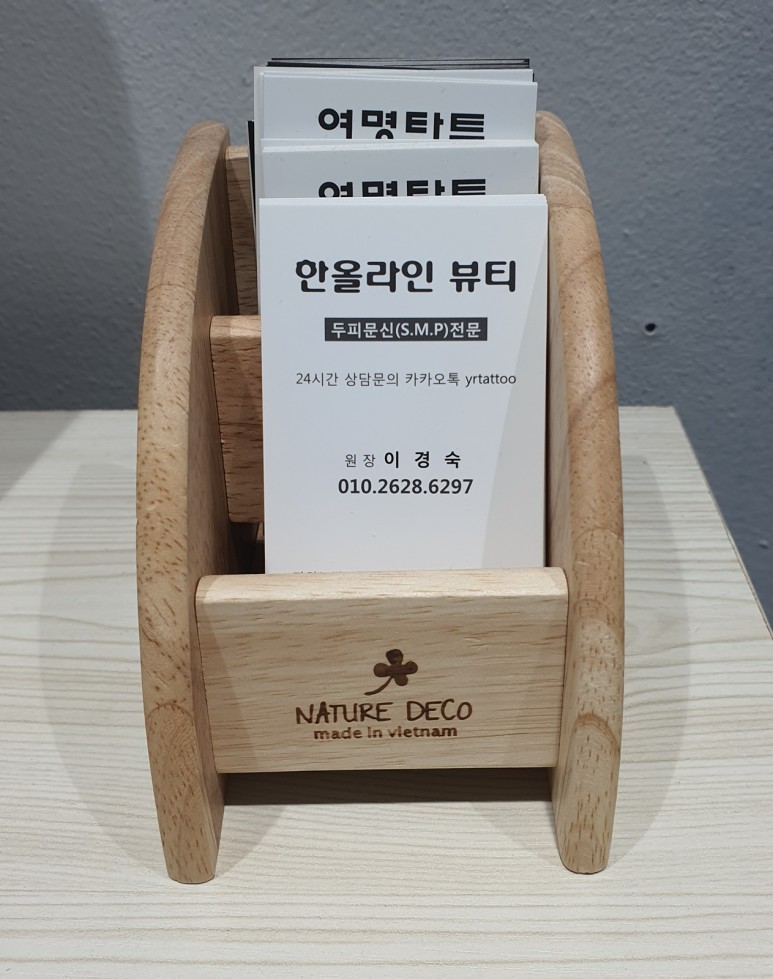 여명타트
여명타트
한올라인 뷰티
두피문신(S.M.P)전문
24시간 상담문의 카카오톡 yrtattoo
원장 이 경 숙
010.2628.6297
NATURE DECO
made in vietnam